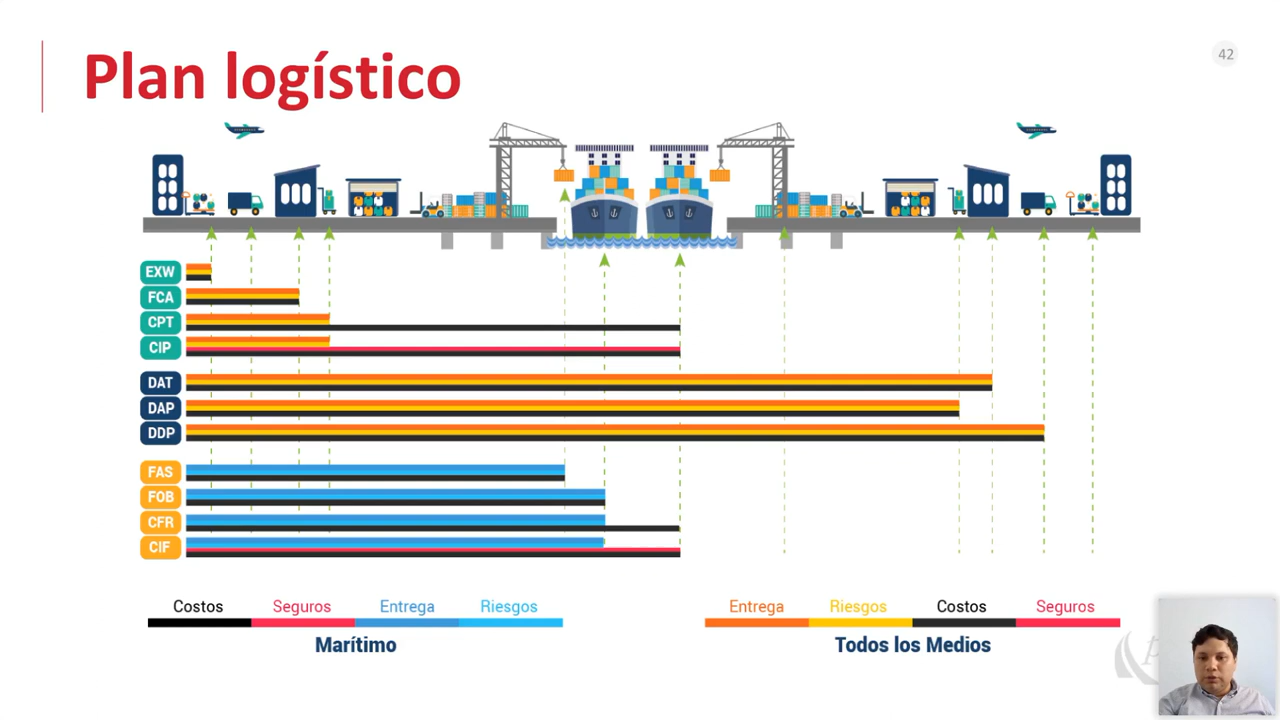 42
Plan logístico
EXW
FCA
CPT
CIP
DAT
DAP
DDP
FAS
FOB
CFR
CIF
Costos Seguros Entrega Riesgos
Marítimo
Entrega Riesgos Costos Seguros
Todos los Medios